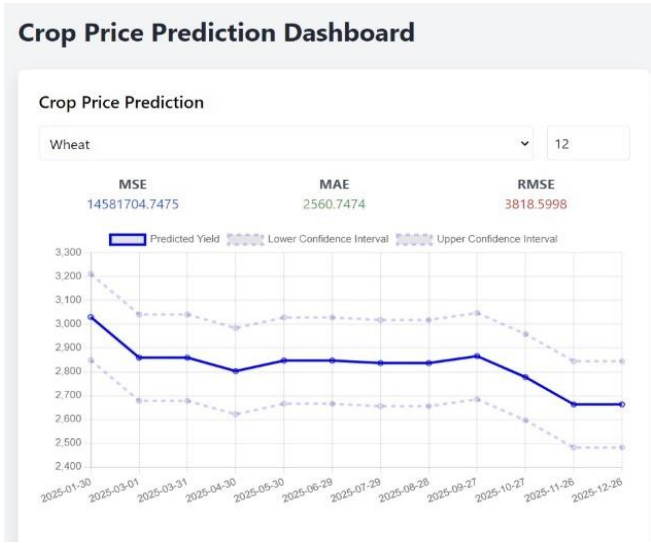 Crop Price Prediction Dashboard
Crop Price Prediction
Wheat 12
MSE MAE RMSE
14581704.7475 2560.7474 3818.5998
Predicted Yield Lower Confidence Interval Upper Confidence Interval
3,300
3,200
3,100
3,000
2,900
2,800
2,700
2,600
2,500
2,400
2025-01-30 2025-03-01 2025-03-31 2025-04-30 2025-05-30 2025-06-29 2025-07-29 2025-08-28 2025-09-27 2025-10-27 2025-11-26 2025-12-26